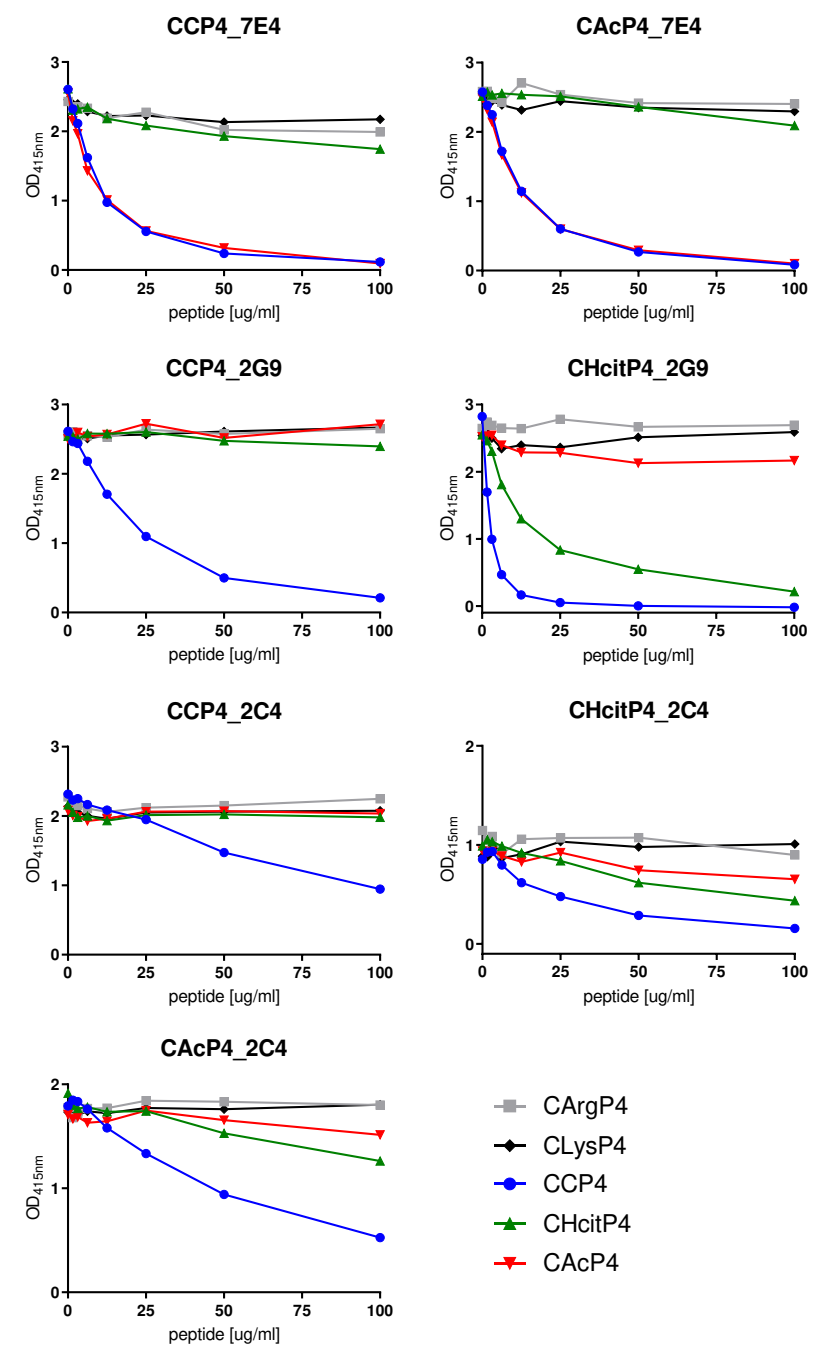 CCP4_7E4
3
2
1
0
OD415nm
0 25 50 75 100
peptide [ug/ml]
CAcP4_7E4
3
2
1
0
OD415nm
0 25 50 75 100
peptide [ug/ml]
CCP4_2G9
3
2
1
0
OD415nm
0 25 50 75 100
peptide [ug/ml]
CHcitP4_2G9
3
2
1
0
OD415nm
0 25 50 75 100
peptide [ug/ml]
CCP4_2C4
3
2
1
0
OD415nm
0 25 50 75 100
peptide [ug/ml]
CHcitP4_2C4
2
1
0
OD415nm
0 25 50 75 100
peptide [ug/ml]
CAcP4_2C4
2
1
0
OD415nm
0 25 50 75 100
peptide [ug/ml]
CArgP4
CLysP4
CCP4
CHcitP4
CAcP4